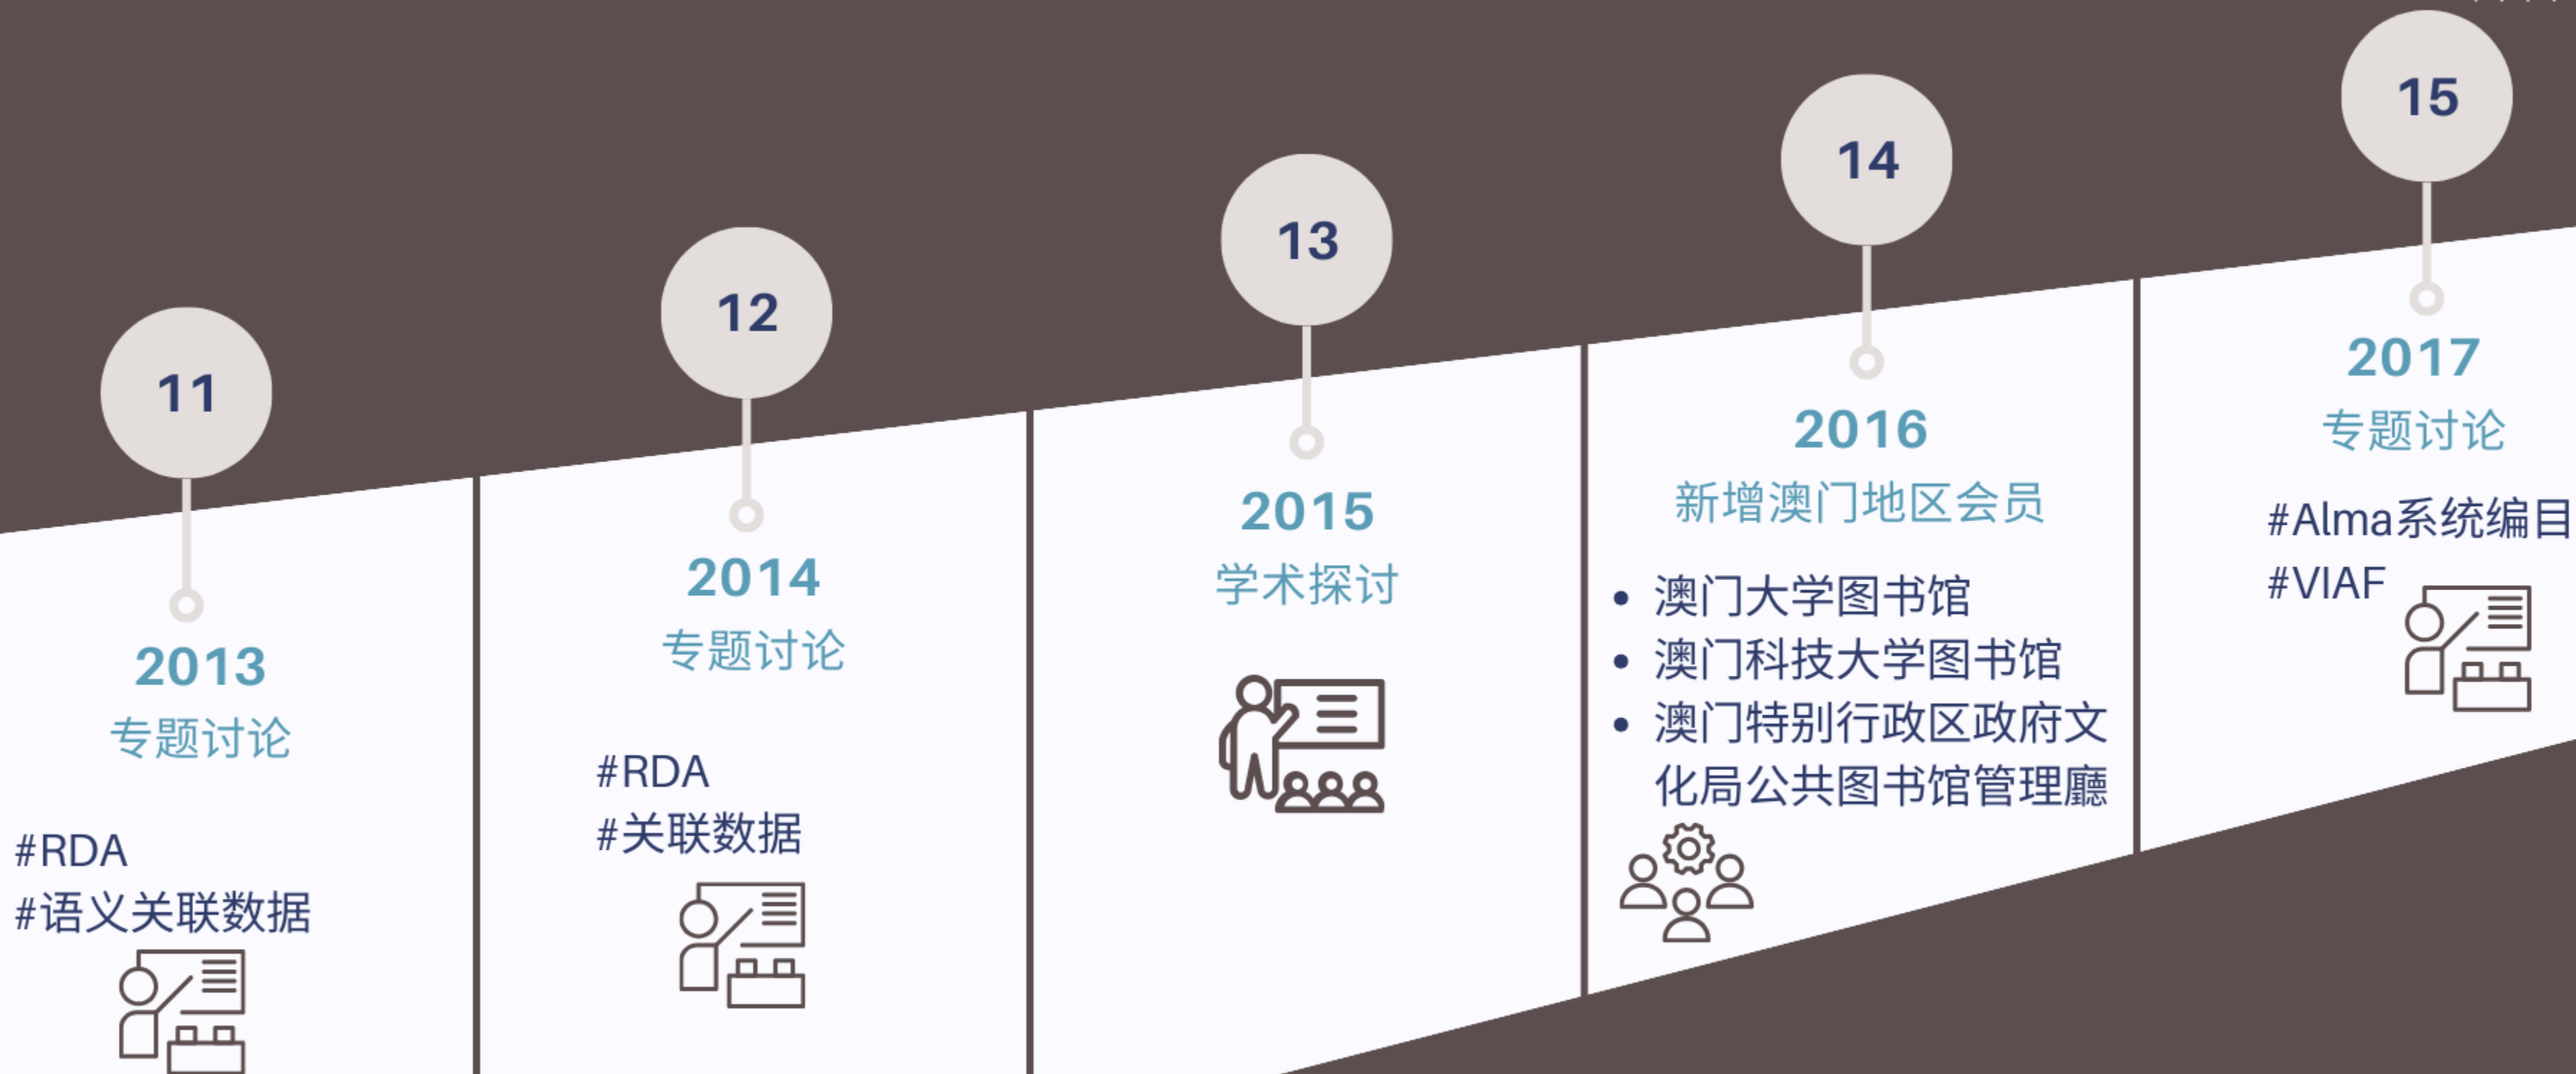 11
2013
专题讨论
#RDA
#语义关联数据
12
2014
专题讨论
#RDA
#关联数据
13
2015
学术探讨
14
2016
新增澳门地区会员
• 澳门大学图书馆
• 澳门科技大学图书馆
• 澳门特别行政区政府文
化局公共图书馆管理廳
15
2017
专题讨论
#Alma系统编目
#VIAF